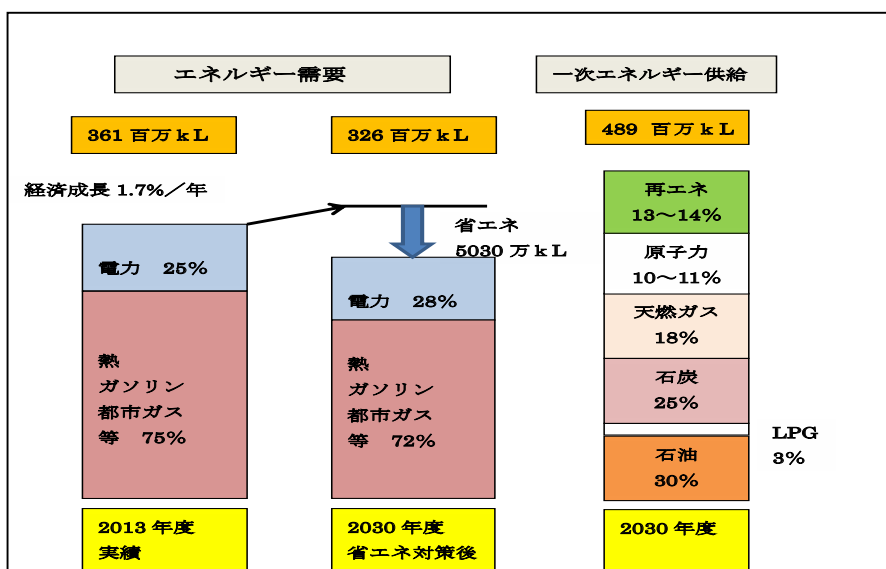 エネルギー需要
一次エネルギー供給
361 百万kL
326 百万kL
489 百万kL
経済成長 1.7%／年
省エネ
5030 万kL
電力 25%
熱
ガソリン
都市ガス
等 75%
2013 年度
実績
電力 28%
熱
ガソリン
都市ガス
等 72%
2030 年度
省エネ対策後
再エネ
13～14%
原子力
10～11%
天燃ガス
18%
石炭
25%
LPG
3%
石油
30%
2030 年度